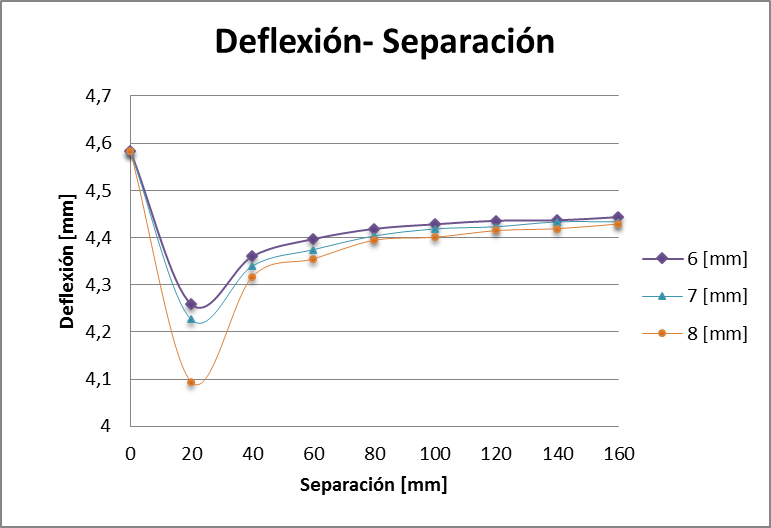 Deflexión- Separación
4,7
4,6
4,5
4,4
4,3
4,2
4,1
4
Deflexión [mm]
0 20 40 60 80 100 120 140 160
Separación [mm]
6 [mm]
7 [mm]
8 [mm]